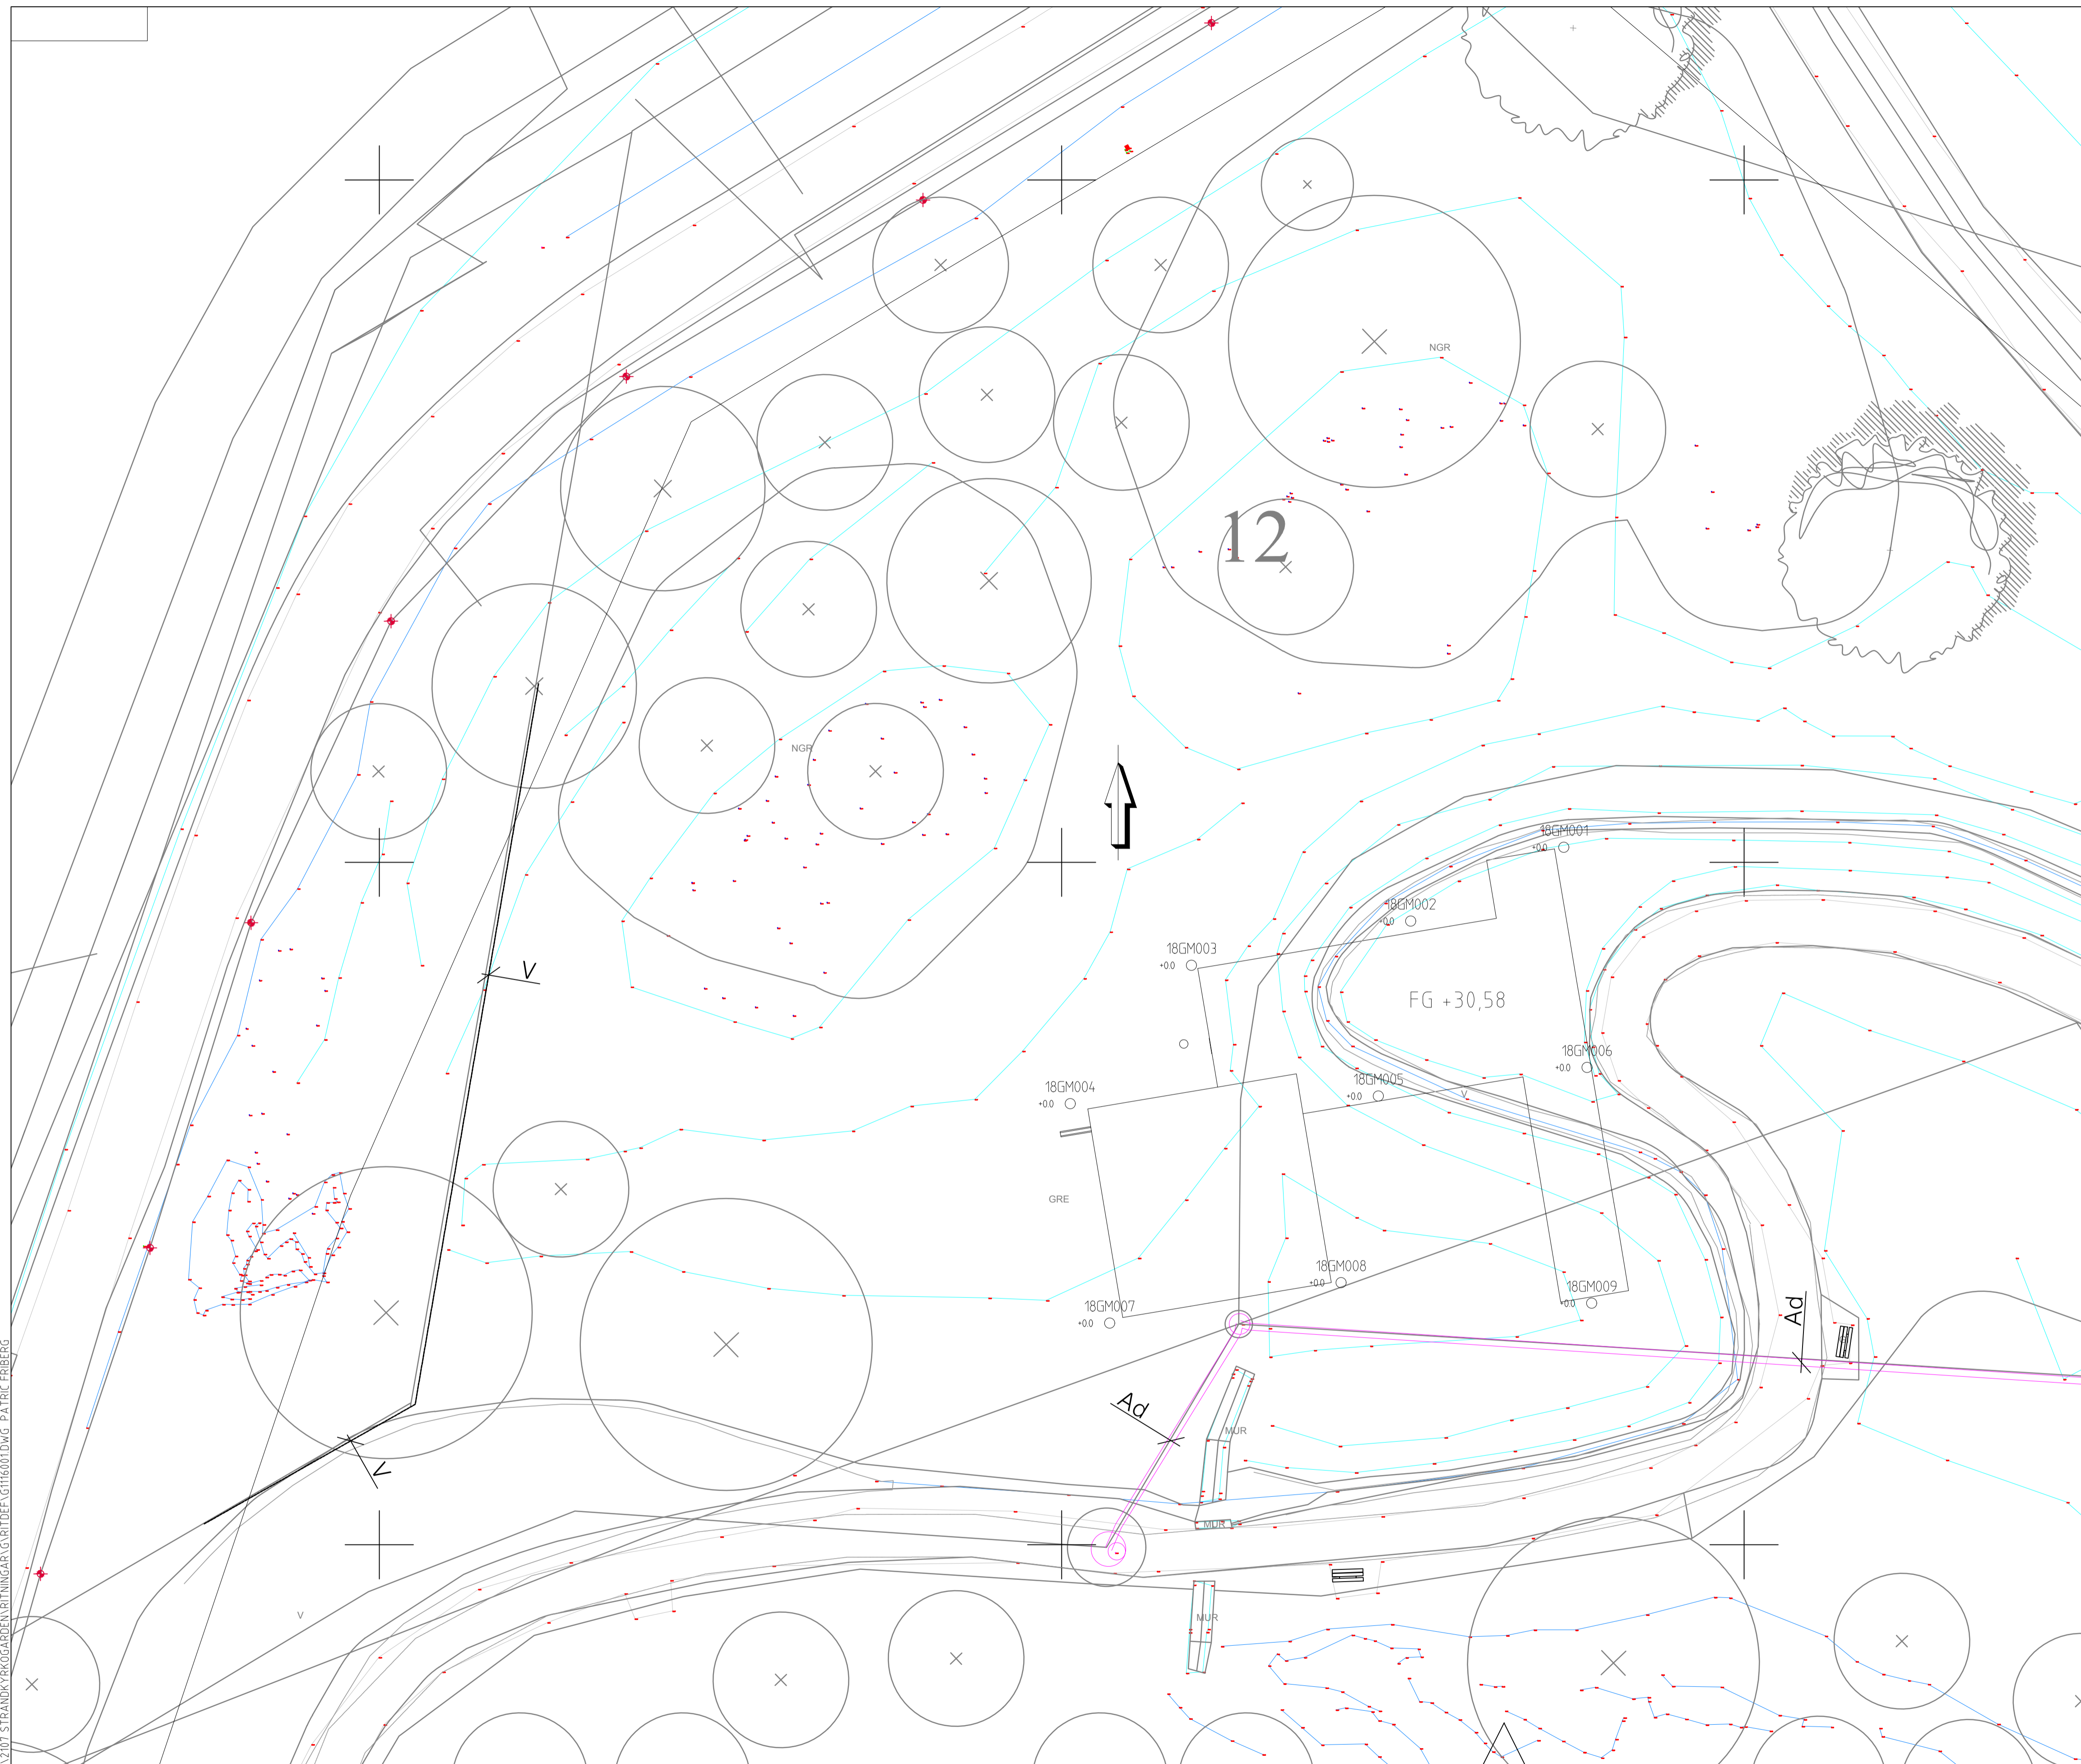 NGR
12
NGR
18GM001
+0.0
18GM002
+0.0
18GM003
+0.0
V
FG +30,58
18GM006
+0.0
18GM005
+0.0
V
18GM004
+0.0
GRE
18GM008
+0.0
18GM009
+0.0
18GM007
+0.0
Ad
Ad
MUR
V
MUR
MUR
V
\2107 STRANDKYRKOGARDEN\RITNINGAR\G\RITDEF\G1116001.DWG PATRIC FRIBERG